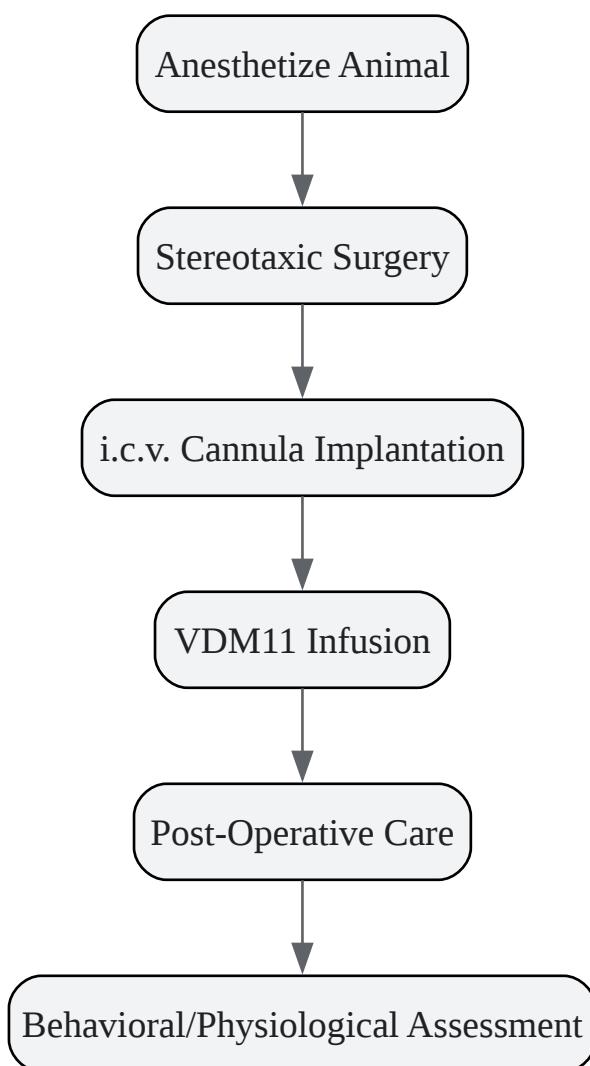 Anesthetize Animal
Stereotaxic Surgery
i.c.v. Cannula Implantation
VDM11 Infusion
Post-Operative Care
Behavioral/Physiological Assessment